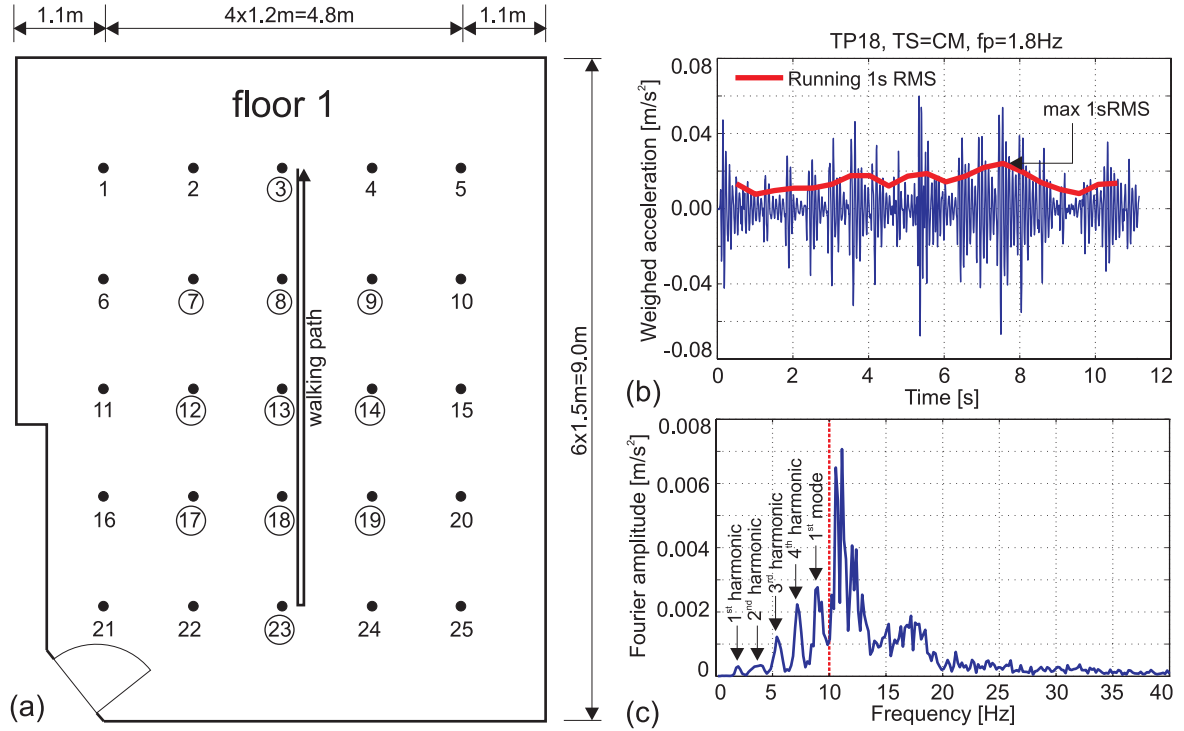 1.1m
4x1.2m=4.8m
1.1m
floor 1
1
2
3
4
5
6
7
8
9
10
11
12
13
14
15
16
17
18
19
20
21
22
23
24
25
walking path
6x1.5m=9.0m
(a)
TP18, TS=CM, fp=1.8Hz
Running 1s RMS
max 1sRMS
Weighed acceleration [m/s²]
0.08
0.04
0.00
-0.04
-0.08
0
2
4
6
8
10
12
Time [s]
(b)
Fourier amplitude [m/s²]
0.008
0.006
0.004
0.002
0
1st harmonic
2nd harmonic
3rd. harmonic
4th harmonic
1st mode
0
5
10
15
20
25
30
35
40
Frequency [Hz]
(c)